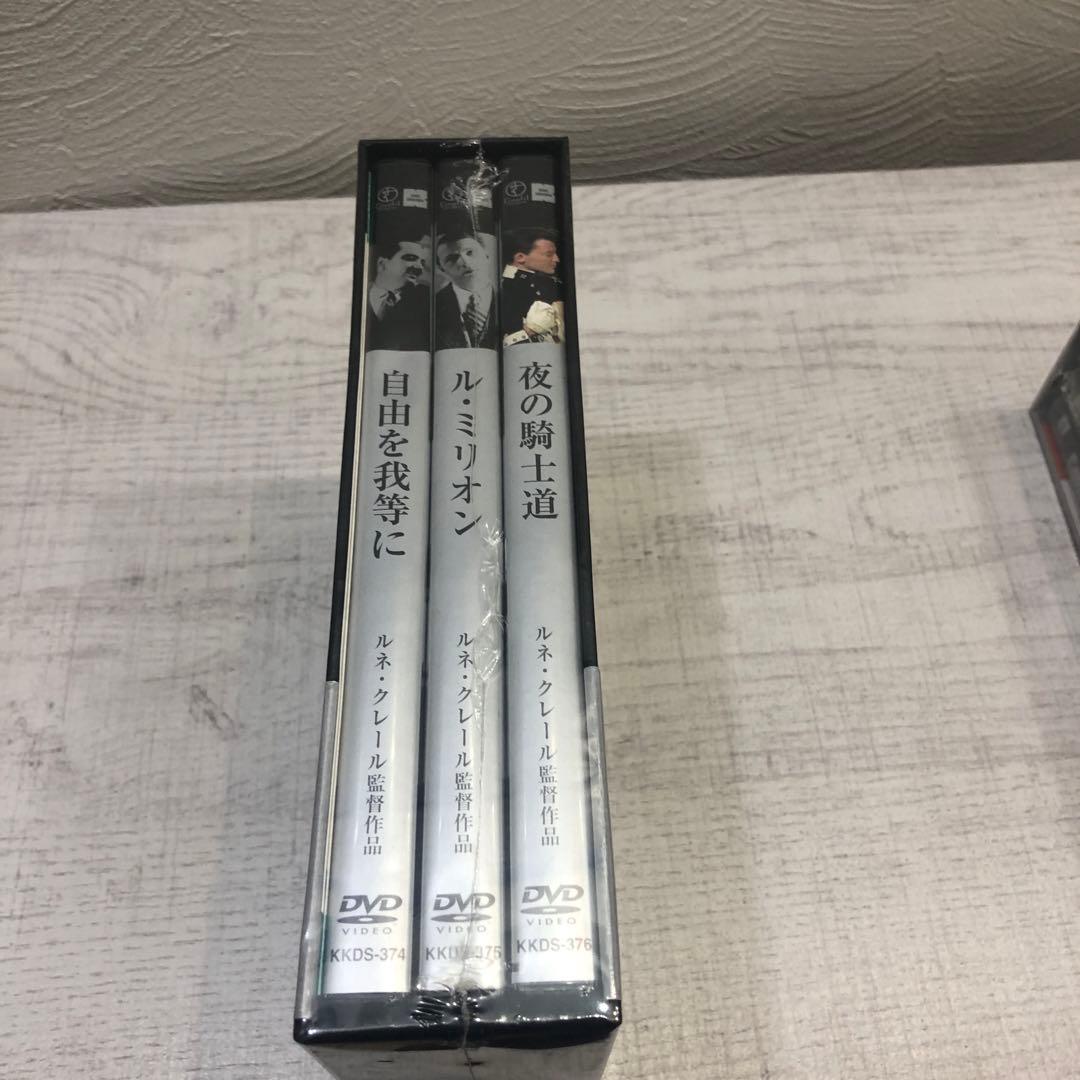 自由を我等に
ルネ・クレール監督作品
DVD
VIDEO
KKDS-374
ル・ミリオン
ルネ・クレール監督作品
DVD
VIDEO
KKDS-375
夜の騎士道
ルネ・クレール監督作品
DVD
VIDEO
KKDS-376